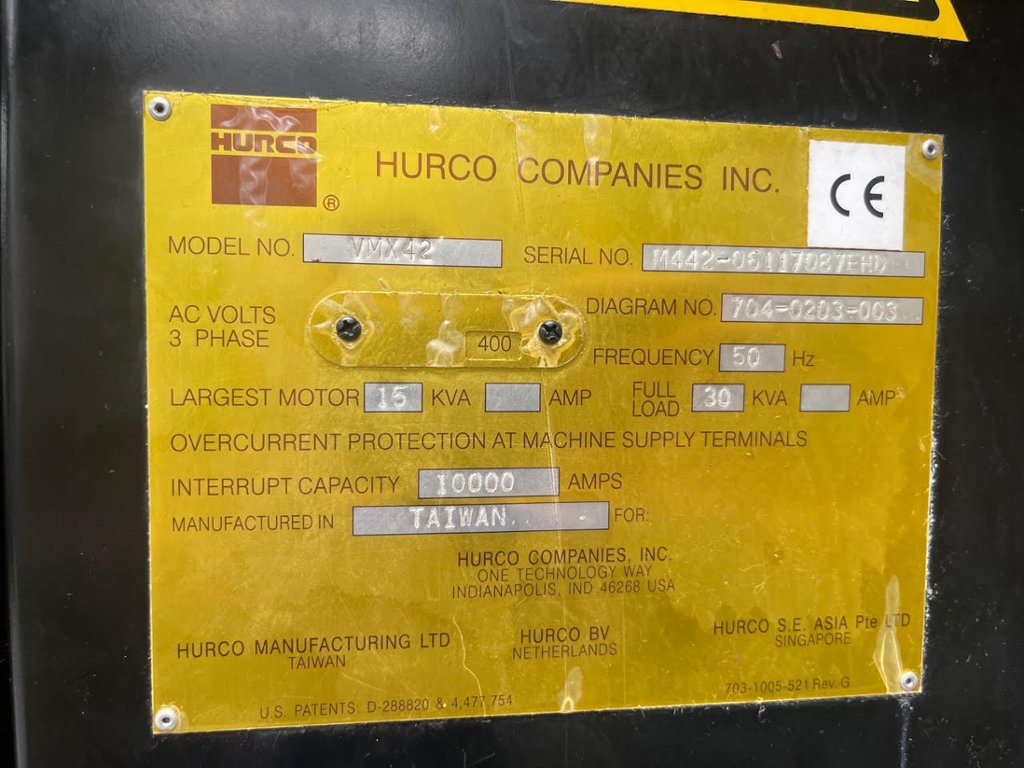 HURCO
®
HURCO COMPANIES INC.
CE
MODEL NO. VMX42
SERIAL NO. M442-06117087EHD
AC VOLTS
3 PHASE
400
DIAGRAM NO. 704-0203-003
FREQUENCY 50 Hz
LARGEST MOTOR 15 KVA AMP
FULL LOAD 30 KVA AMP
OVERCURRENT PROTECTION AT MACHINE SUPPLY TERMINALS
INTERRUPT CAPACITY 10000 AMPS
MANUFACTURED IN TAIWAN. FOR:
HURCO COMPANIES, INC.
ONE TECHNOLOGY WAY
INDIANAPOLIS, IND 46268 USA
HURCO MANUFACTURING LTD
TAIWAN
HURCO BV
NETHERLANDS
HURCO S.E. ASIA Pte LTD
SINGAPORE
703-1005-521 Rev. G
U.S. PATENTS: D-288820 & 4,477,754